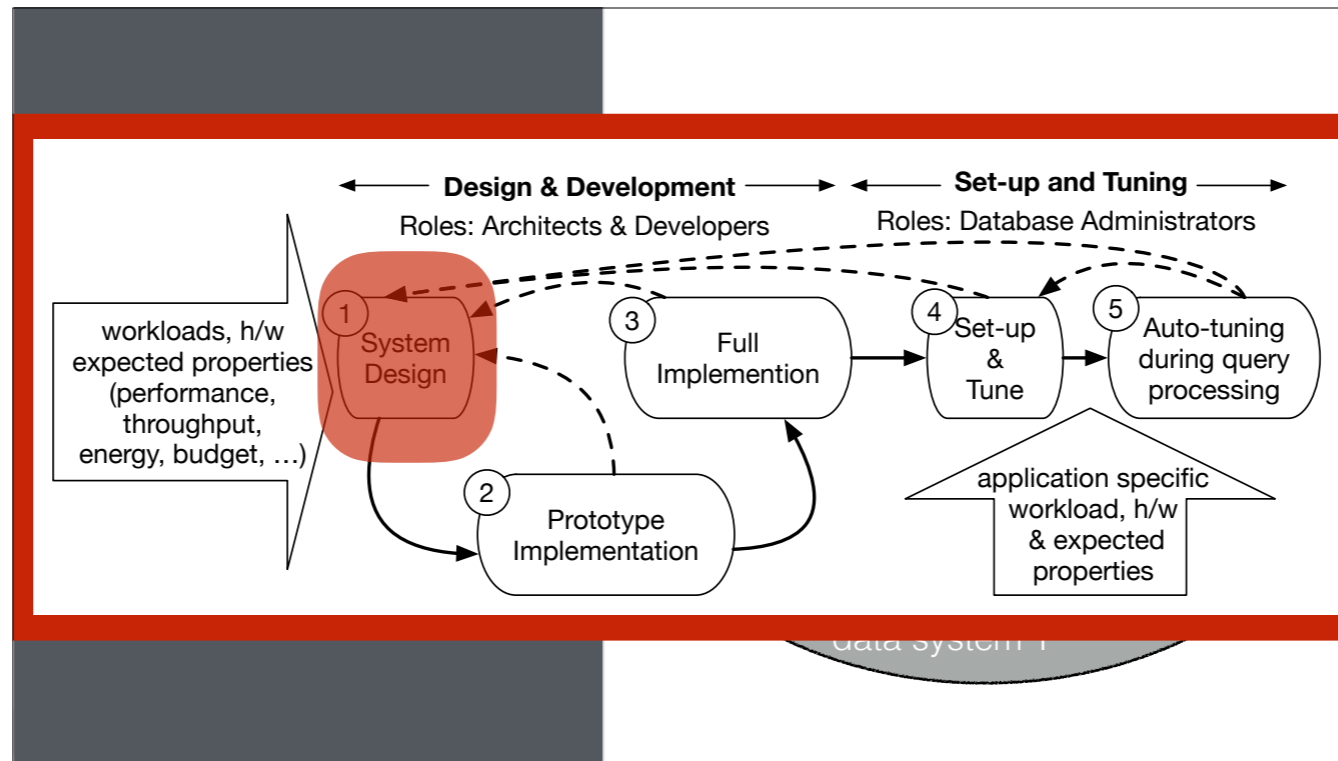 Design & Development
Roles: Architects & Developers
Set-up and Tuning
Roles: Database Administrators
workloads, h/w
expected properties
(performance,
throughput,
energy, budget, …)
1
System
Design
2
Prototype
Implementation
3
Full
Implemention
4
Set-up
&
Tune
5
Auto-tuning
during query
processing
application specific
workload, h/w
& expected
properties
data system